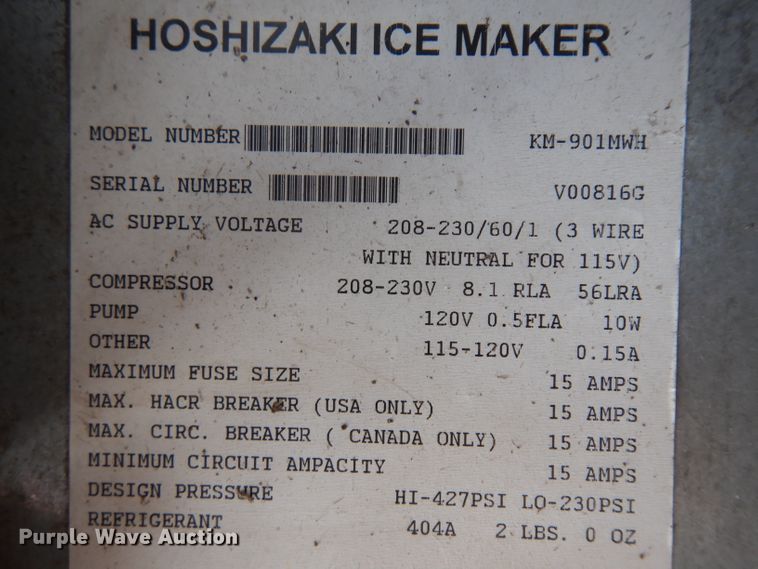 HOSHIZAKI ICE MAKER
MODEL NUMBER KM-901MWH
SERIAL NUMBER V00816G
AC SUPPLY VOLTAGE 208-230/60/1 (3 WIRE
WITH NEUTRAL FOR 115V)
COMPRESSOR 208-230V 8.1 RLA 56LRA
PUMP 120V 0.5FLA 10W
OTHER 115-120V 0.15A
MAXIMUM FUSE SIZE 15 AMPS
MAX. HACR BREAKER (USA ONLY) 15 AMPS
MAX. CIRC. BREAKER ( CANADA ONLY) 15 AMPS
MINIMUM CIRCUIT AMPACITY 15 AMPS
DESIGN PRESSURE HI-427PSI LO-230PSI
REFRIGERANT 404A 2 LBS. 0 OZ
Purple Wave Auction